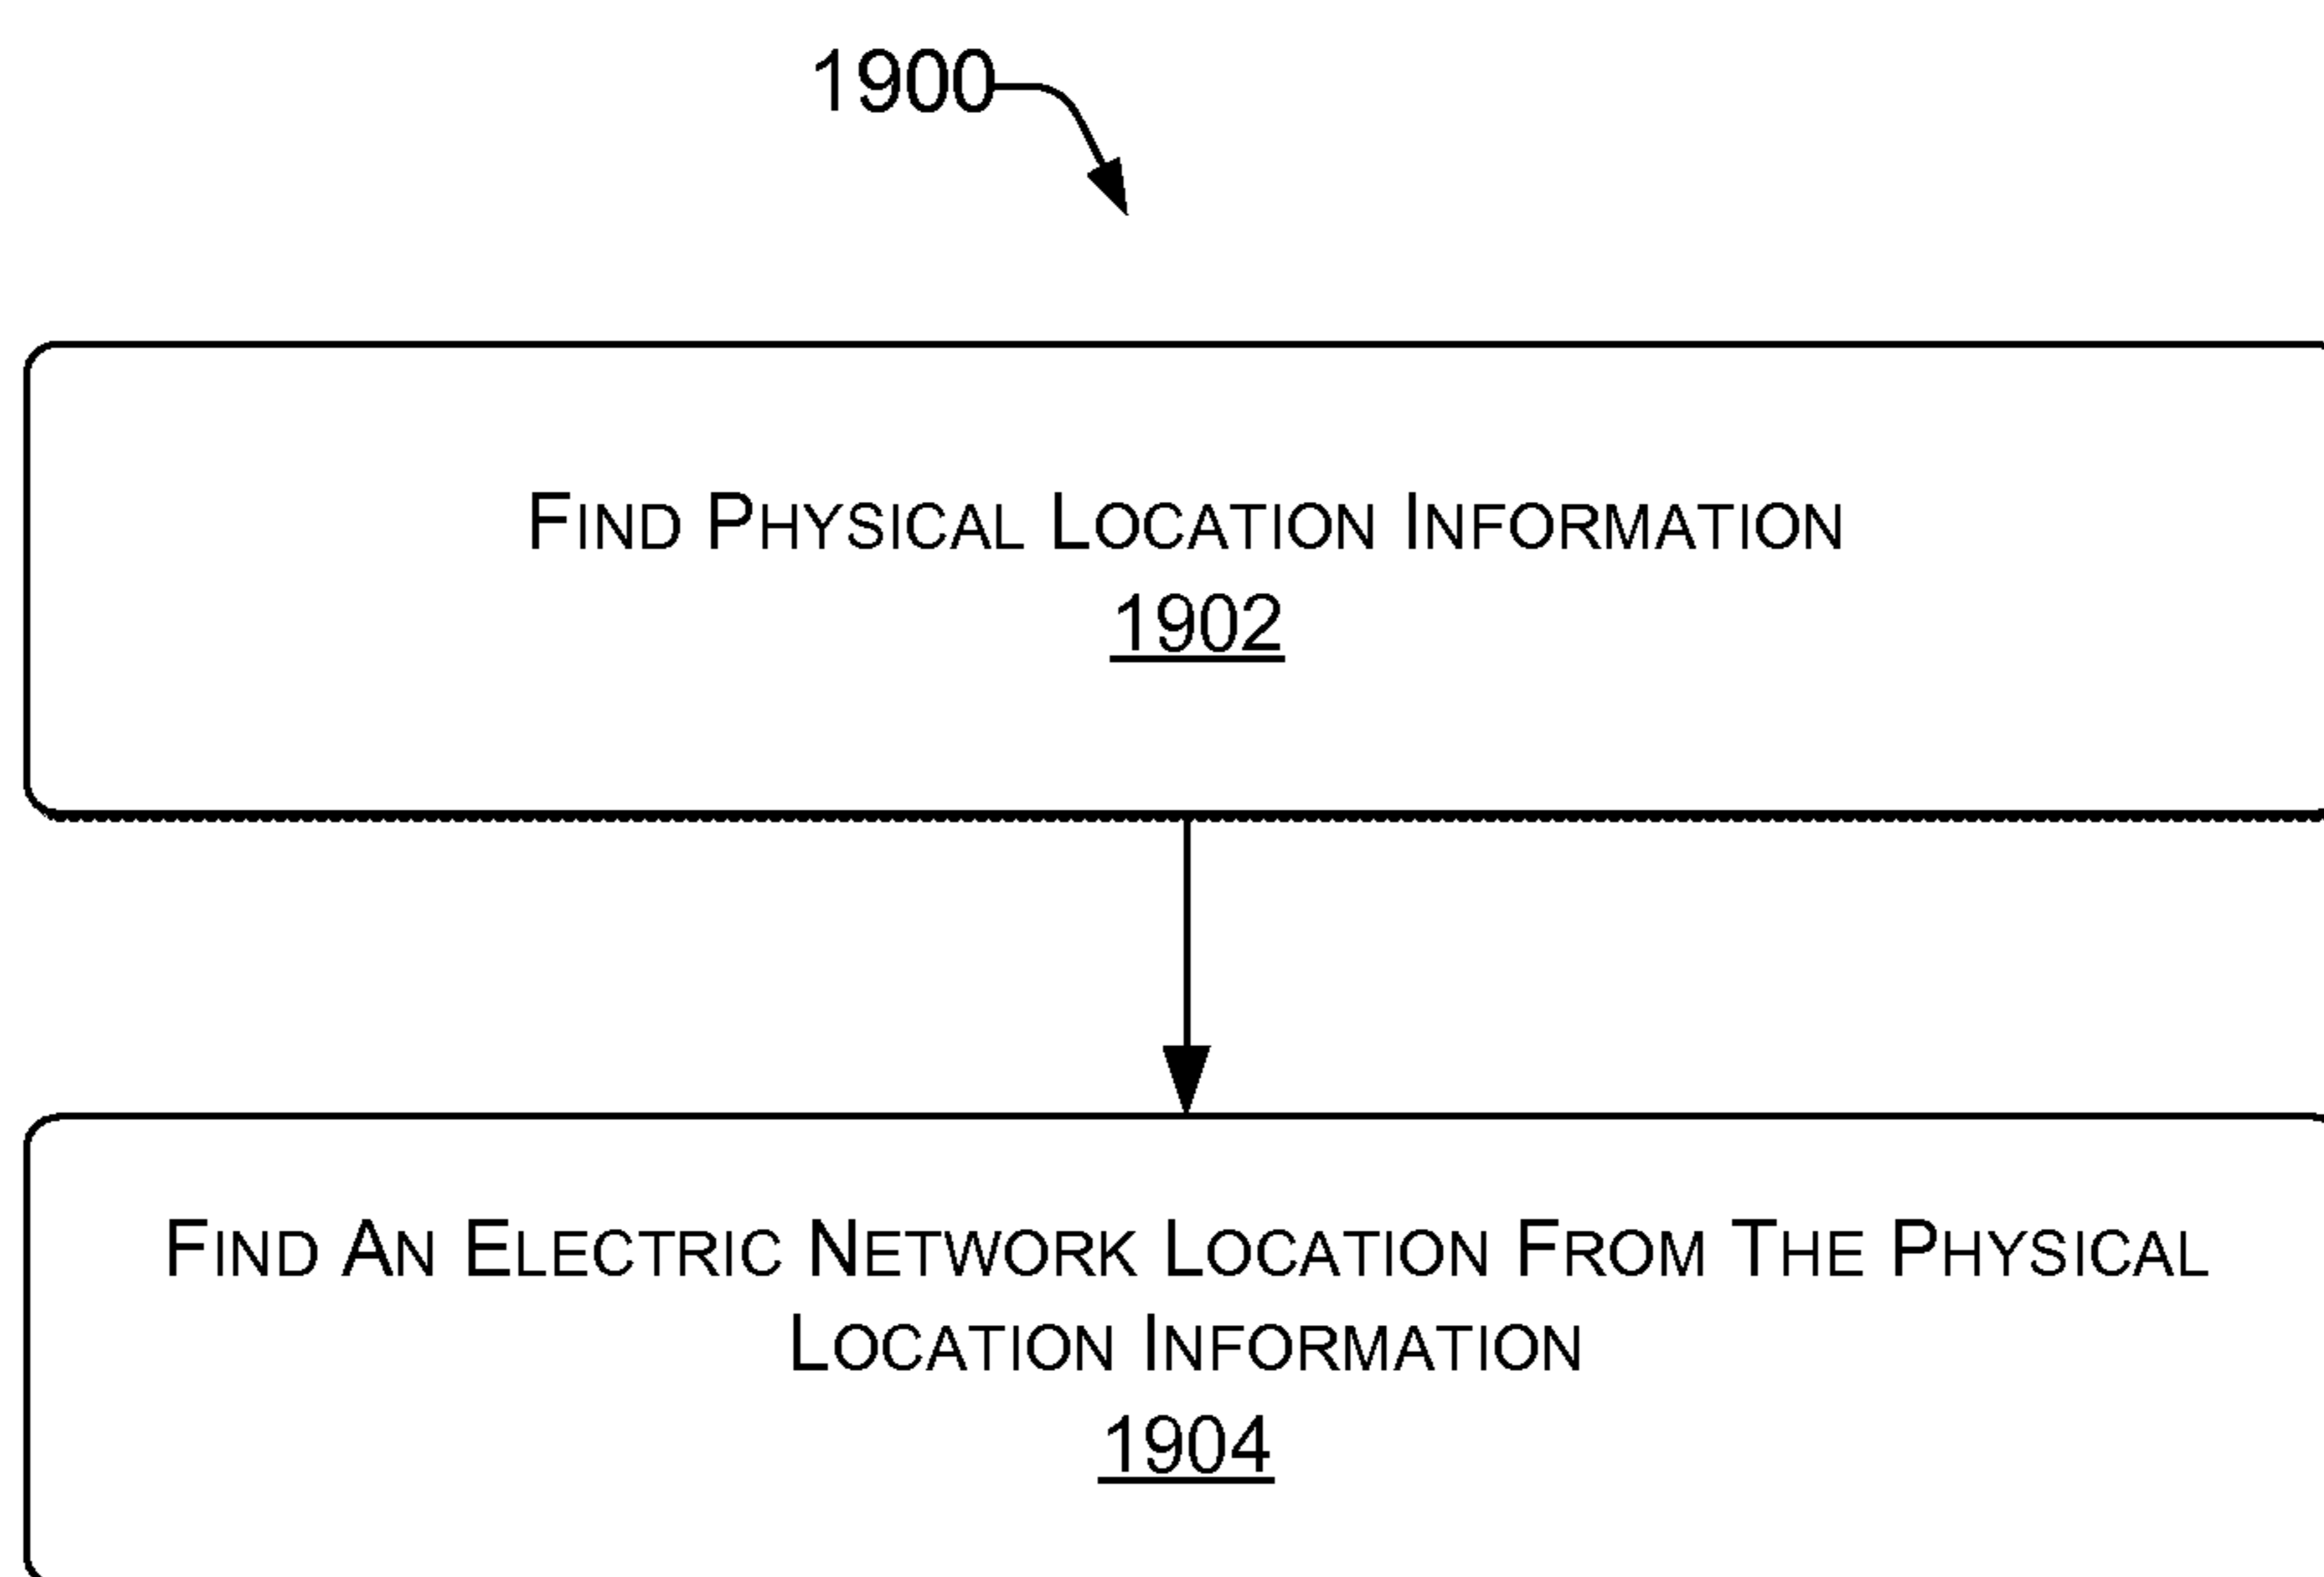 1900
FIND PHYSICAL LOCATION INFORMATION
1902
FIND AN ELECTRIC NETWORK LOCATION FROM THE PHYSICAL
LOCATION INFORMATION
1904